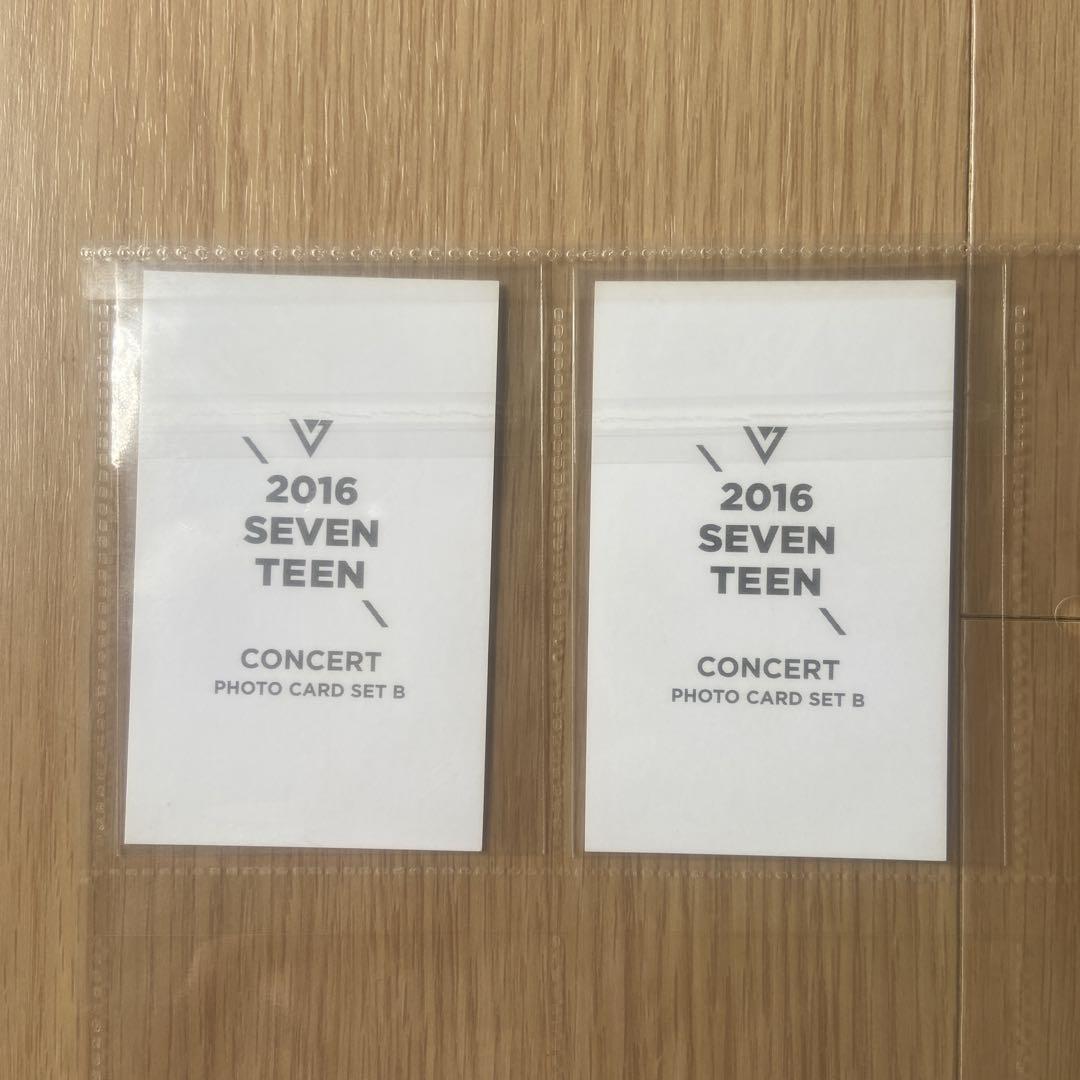 2016
SEVEN
TEEN
CONCERT
PHOTO CARD SET B
2016
SEVEN
TEEN
CONCERT
PHOTO CARD SET B